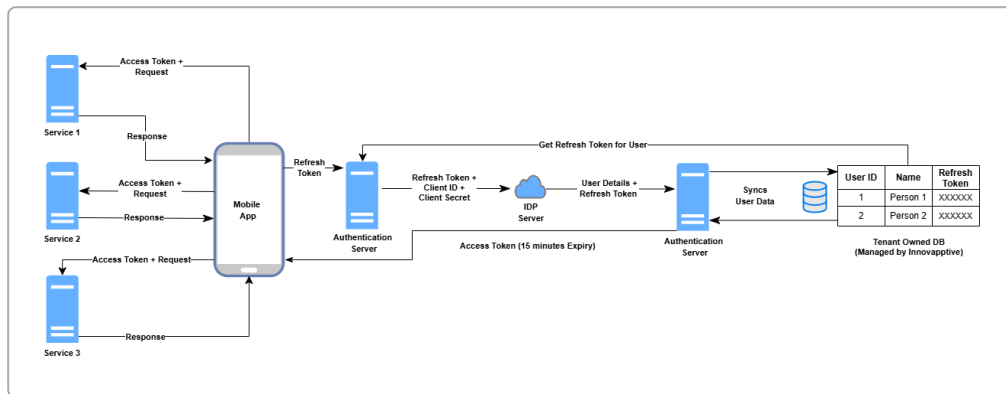 Access Token +
Request
Service 1
Response
Access Token +
Request
Service 2
Response
Access Token + Request
Service 3
Response
Mobile
App
Refresh
Token
Authentication
Server
Refresh Token +
Client ID +
Client Secret
IDP
Server
User Details +
Refresh Token
Get Refresh Token for User
Access Token (15 minutes Expiry)
Authentication
Server
Syncs
User Data
User ID Name Refresh
Token
1 Person 1 XXXXXX
2 Person 2 XXXXXX
Tenant Owned DB
(Managed by Innovapptive)